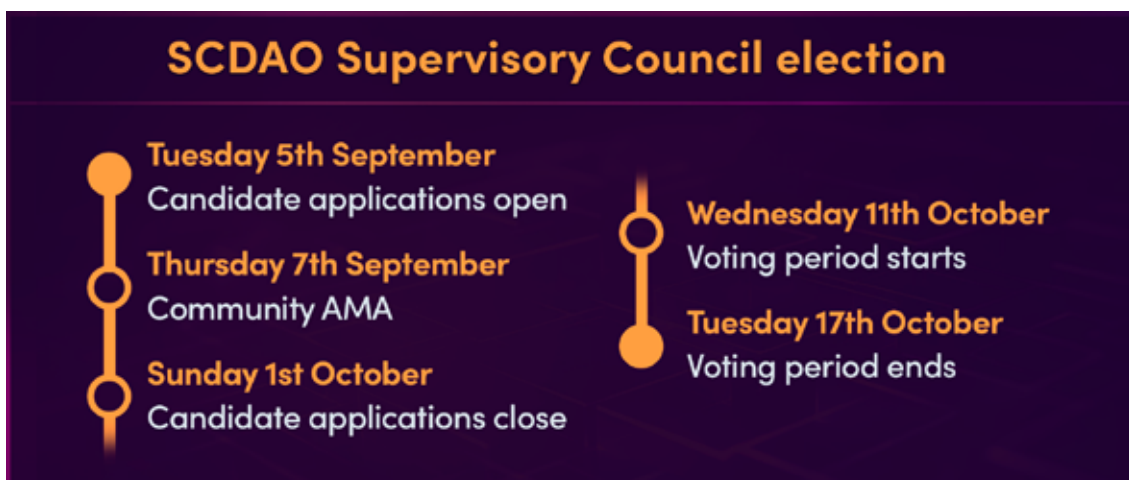 SCDAO Supervisory Council election
Tuesday 5th September
Candidate applications open
Thursday 7th September
Community AMA
Sunday 1st October
Candidate applications close
Wednesday 11th October
Voting period starts
Tuesday 17th October
Voting period ends